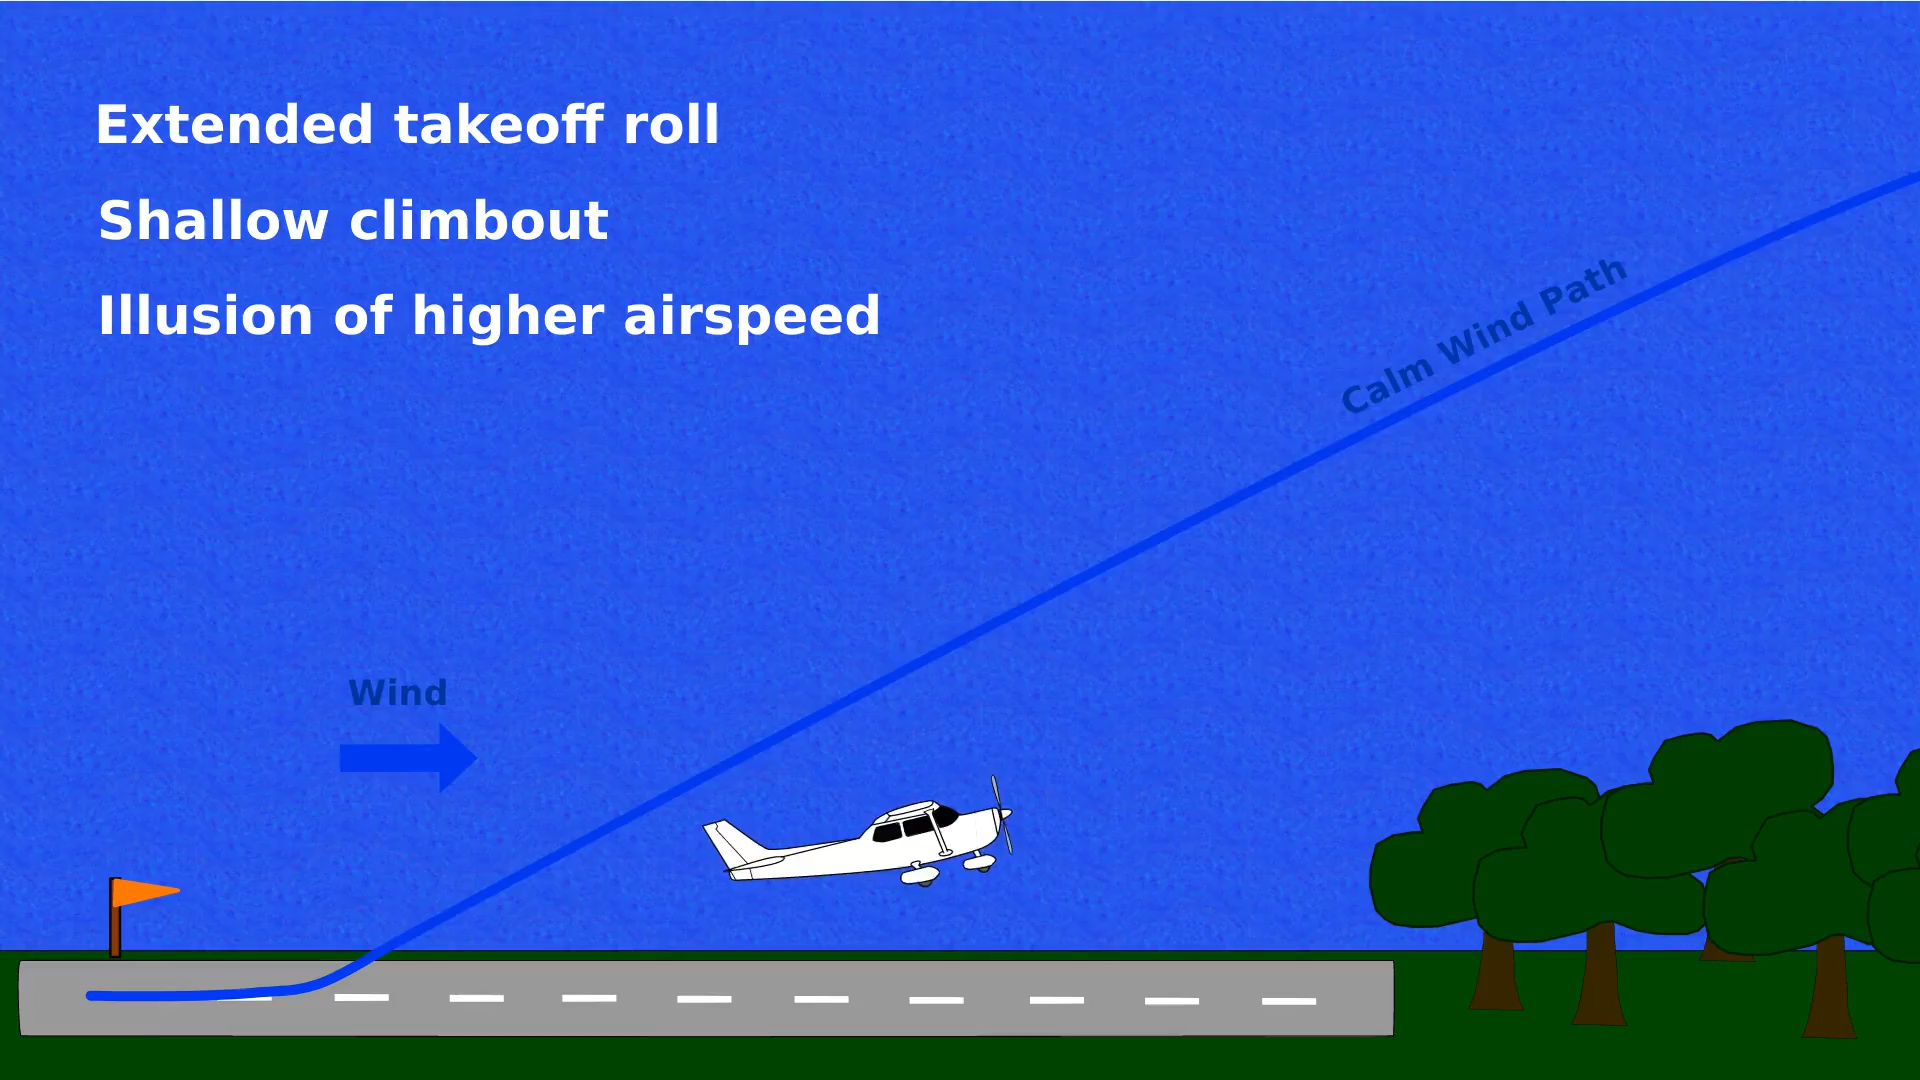 Extended takeoff roll
Shallow climbout
Illusion of higher airspeed
Calm Wind Path
Wind